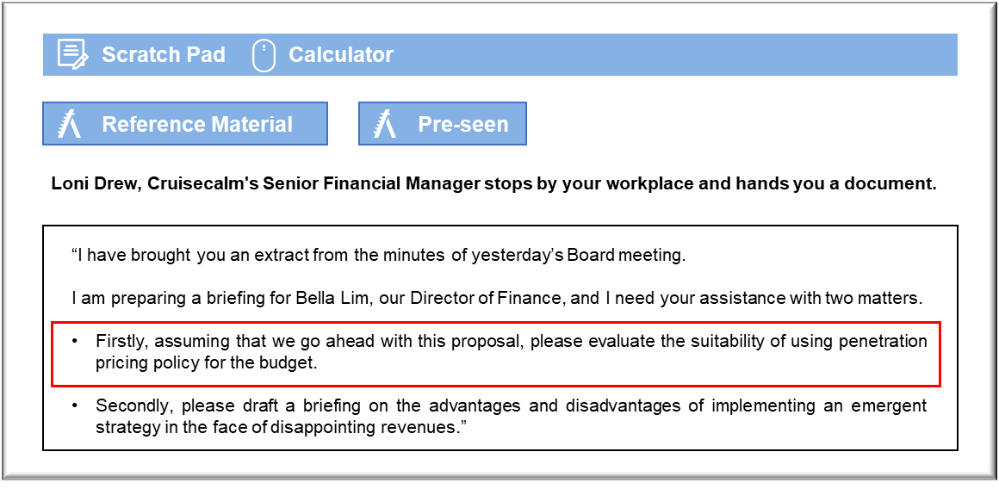 Scratch Pad Calculator
Reference Material Pre-seen
Loni Drew, Cruisecalm's Senior Financial Manager stops by your workplace and hands you a document.
“I have brought you an extract from the minutes of yesterday’s Board meeting.
I am preparing a briefing for Bella Lim, our Director of Finance, and I need your assistance with two matters.
• Firstly, assuming that we go ahead with this proposal, please evaluate the suitability of using penetration
pricing policy for the budget.
• Secondly, please draft a briefing on the advantages and disadvantages of implementing an emergent
strategy in the face of disappointing revenues.”